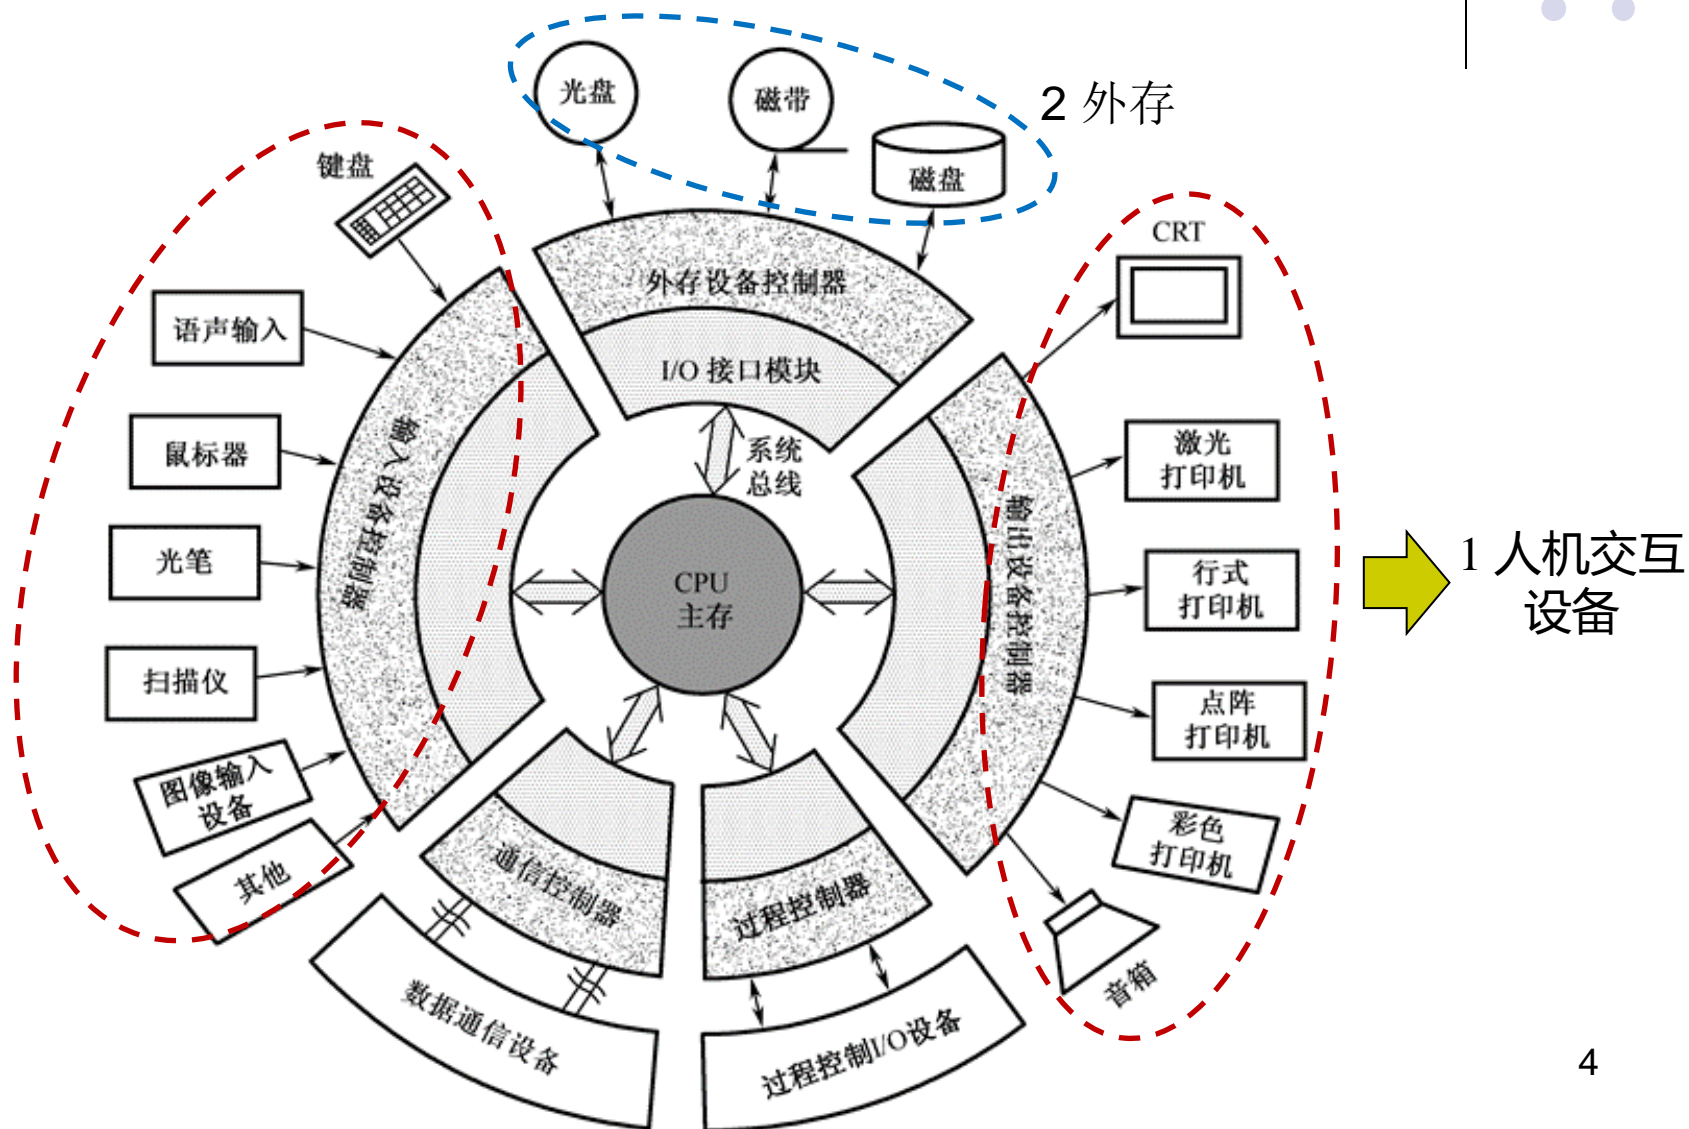 光盘
磁带
磁盘
2 外存
键盘
语声输入
鼠标器
光笔
扫描仪
图像输入
设备
其他
输入设备控制器
外存设备控制器
I/O 接口模块
系统
总线
CPU
主存
输出设备控制器
CRT
激光
打印机
行式
打印机
点阵
打印机
彩色
打印机
音箱
1 人机交互
设备
通信控制器
过程控制器
数据通信设备
过程控制I/O设备
4